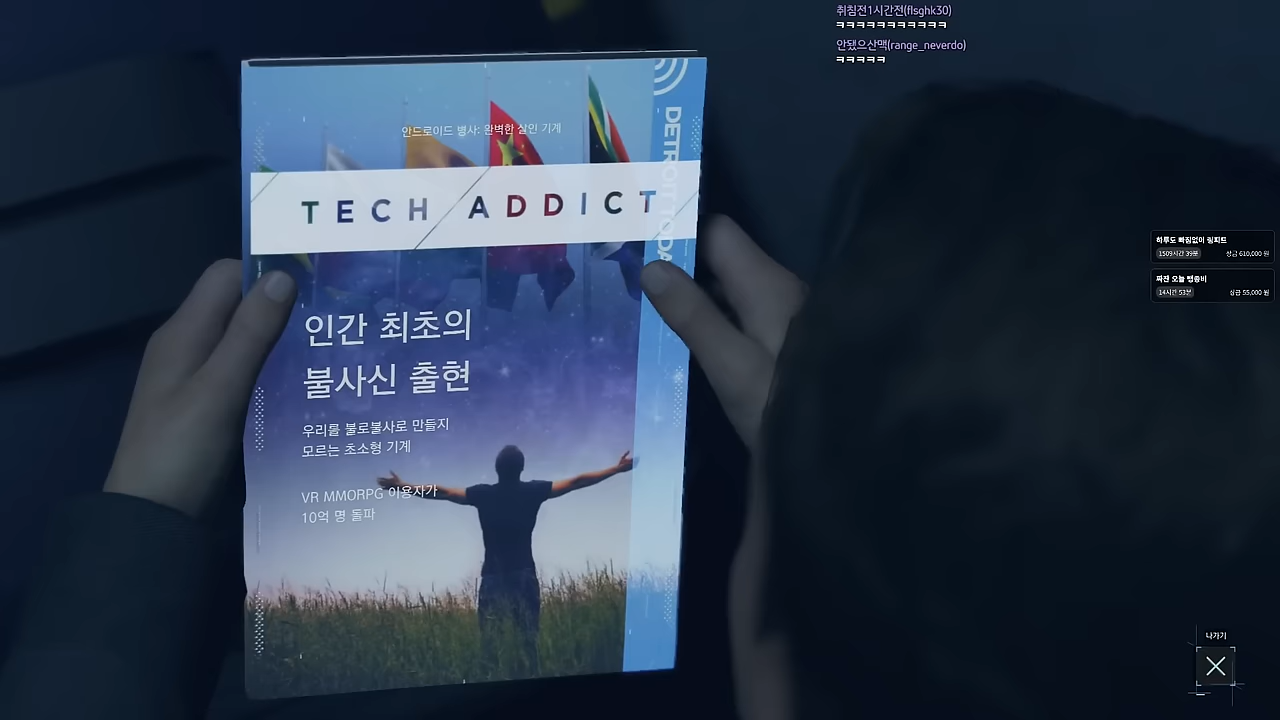 취침전1시간전(flsghk30)
ㅋㅋㅋㅋㅋㅋㅋㅋㅋㅋㅋ
안됐으산맥(range_neverdo)
ㅋㅋㅋㅋㅋ
안드로이드 병사: 완벽한 살인 기계
DETROIT TODAY
TECH ADDICT
인간 최초의
불사신 출현
우리를 불로불사로 만들지
모르는 초소형 기계
VR MMORPG 이용자가
10억 명 돌파
하루도 빠짐없이 링피트
1509시간 39분 상금 610,000 원
짜잔 오늘 뱅종비
14시간 53분 상금 55,000 원
나가기